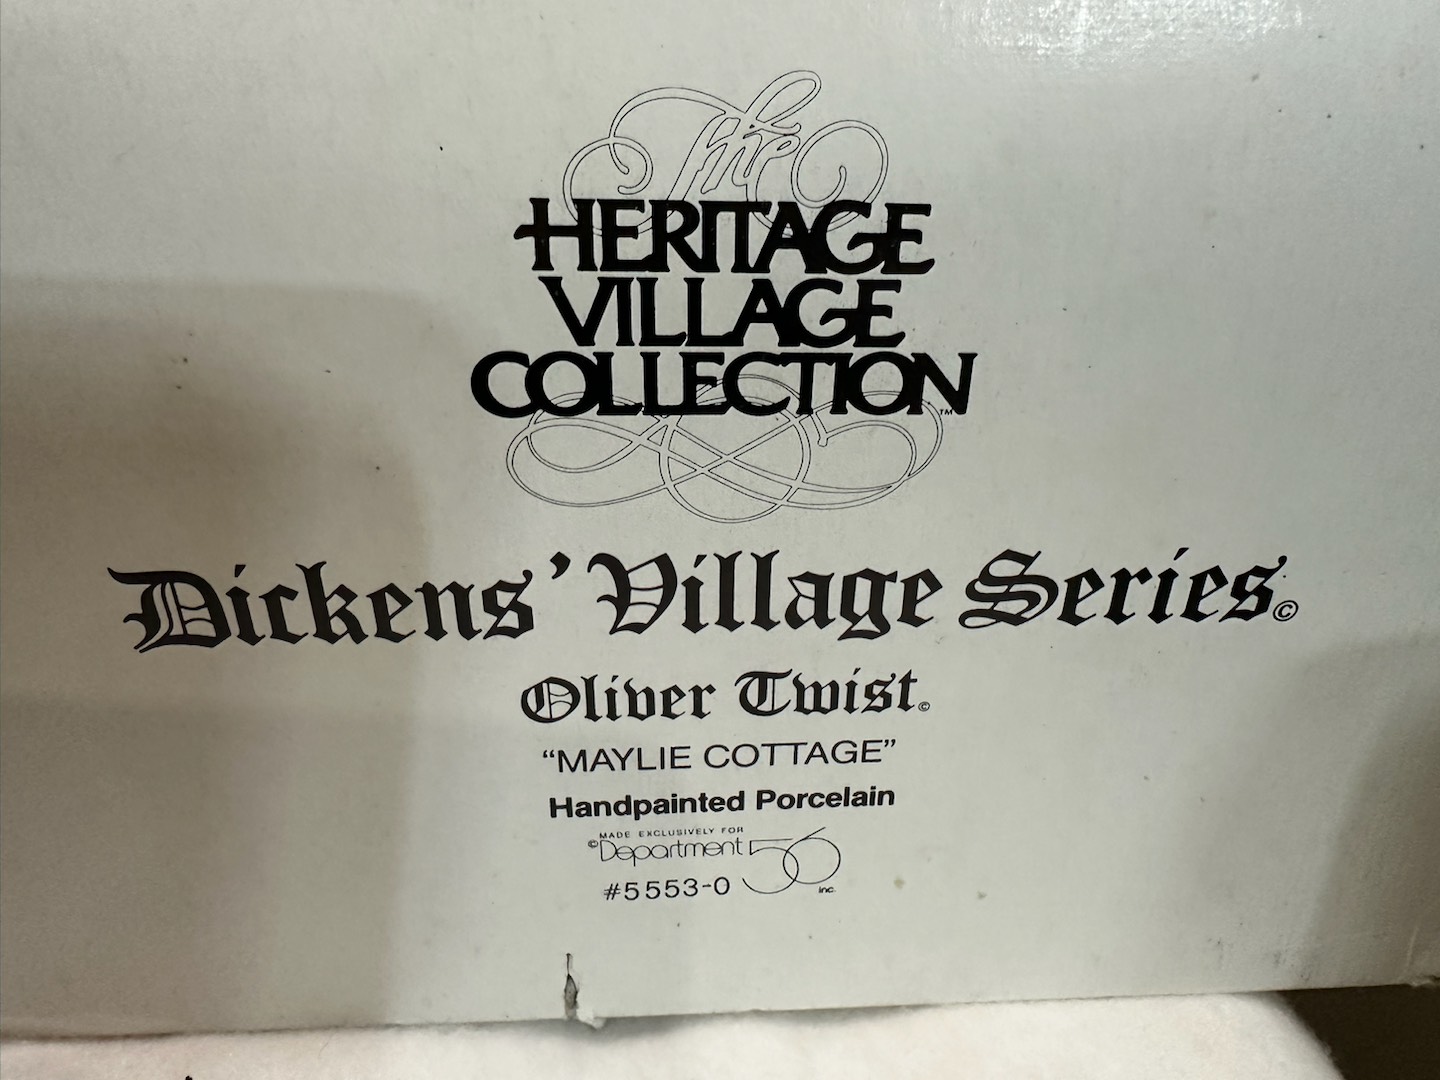 The
HERITAGE
VILLAGE
COLLECTION™
Dickens' Village Series©
Oliver Twist©
“MAYLIE COTTAGE”
Handpainted Porcelain
MADE EXCLUSIVELY FOR
©Department 56 inc.
#5553-0